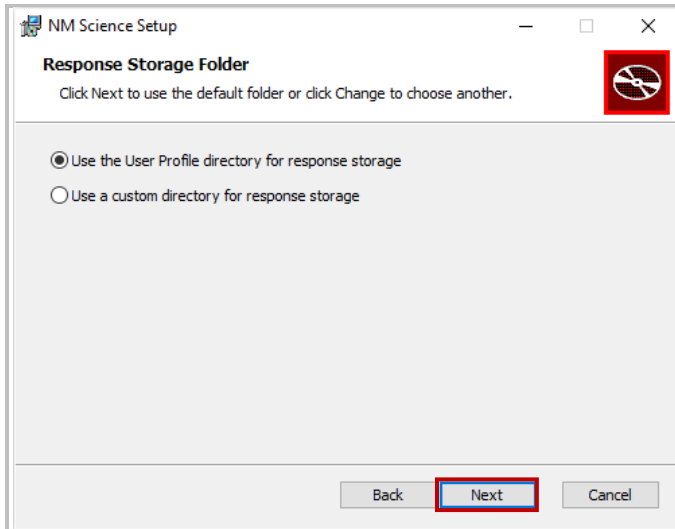 NM Science Setup
Response Storage Folder
Click Next to use the default folder or click Change to choose another.
Use the User Profile directory for response storage
Use a custom directory for response storage
Back Next Cancel